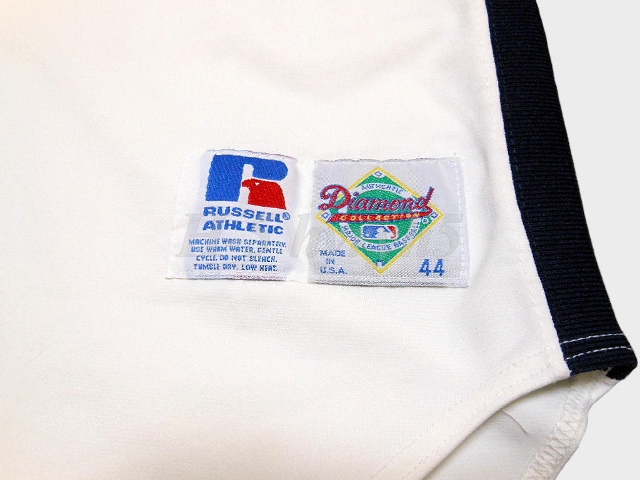 RUSSELL®
ATHLETIC
MACHINE WASH SEPARATELY.
USE WARM WATER, GENTLE
CYCLE. DO NOT BLEACH.
TUMBLE DRY, LOW HEAT.
AUTHENTIC
Diamond
COLLECTION
MAJOR LEAGUE BASEBALL
MADE
IN
U.S.A.
44